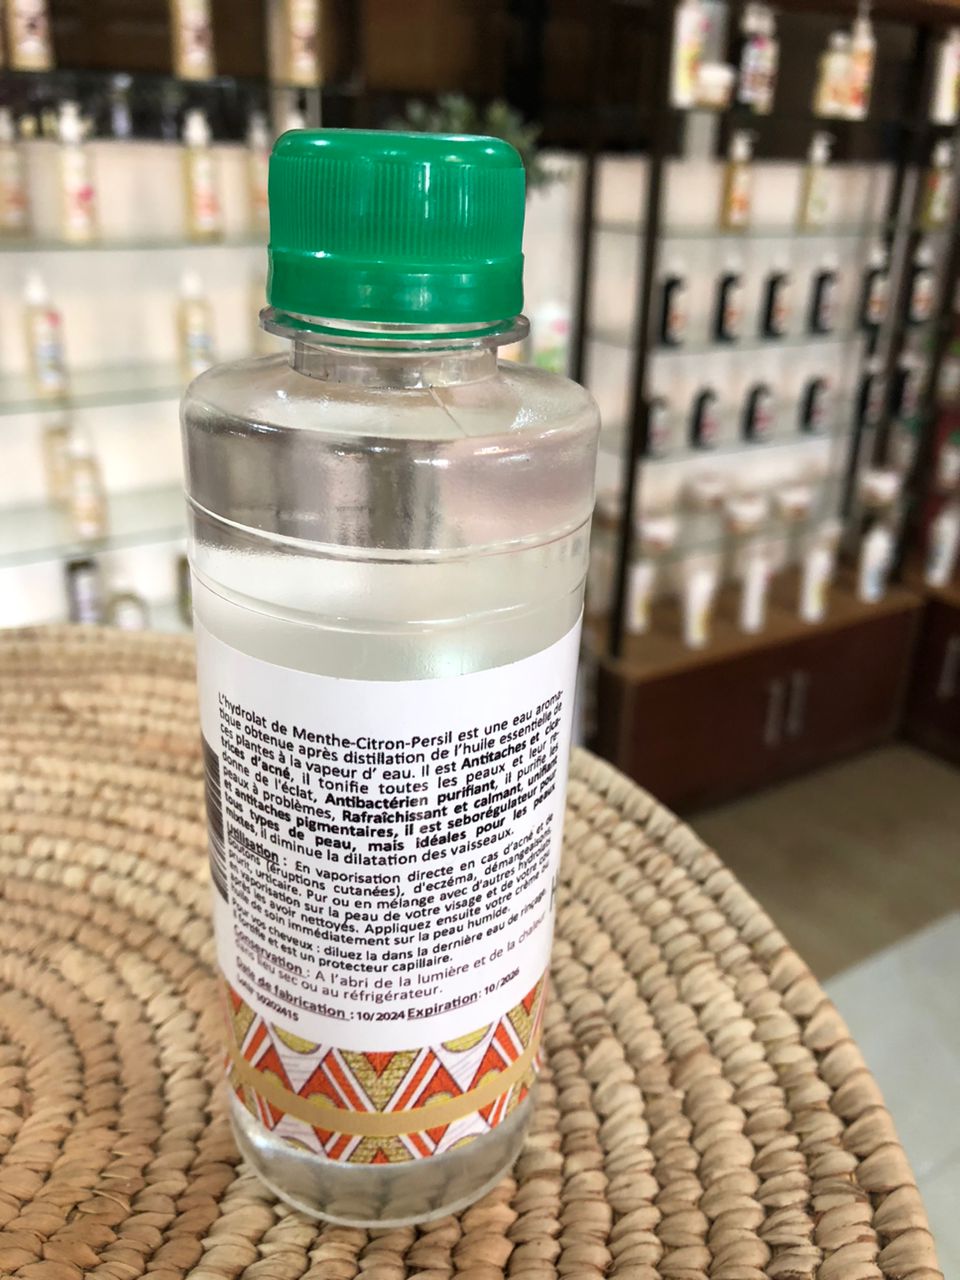 L'hydrolat de Menthe-Citron-Persil est une eau aroma-
tique obtenue après distillation de l'huile essentielle de
ces plantes à la vapeur d' eau. Il est Antitaches et cica-
trices d'acné, il tonifie toutes les peaux et leur re-
donne de l'éclat, Antibactérien purifiant, il purifie les
peaux à problèmes, Rafraîchissant et calmant, unifiant
et antitaches pigmentaires, il est seborégulateur pour
tous types de peau, mais idéales pour les peaux
mixtes, il diminue la dilatation des vaisseaux.
Utilisation : En vaporisation directe en cas d'acné et de
boutons (éruptions cutanées), d'eczéma, démangeaisons,
prurit, urticaire. Pur ou en mélange avec d'autres hydrolats
en vaporisation sur la peau de votre visage et de votre cou
après les avoir nettoyés. Appliquez ensuite votre crème ou
huile de soin immédiatement sur la peau humide.
Pour vos cheveux : diluez la dans la dernière eau de rinçage,
il fortifie et est un protecteur capillaire.
Conservation : A l'abri de la lumière et de la chaleur
dans lieu sec ou au réfrigérateur.
Date de fabrication : 10/2024 Expiration: 10/2026
Lot N° 10202415